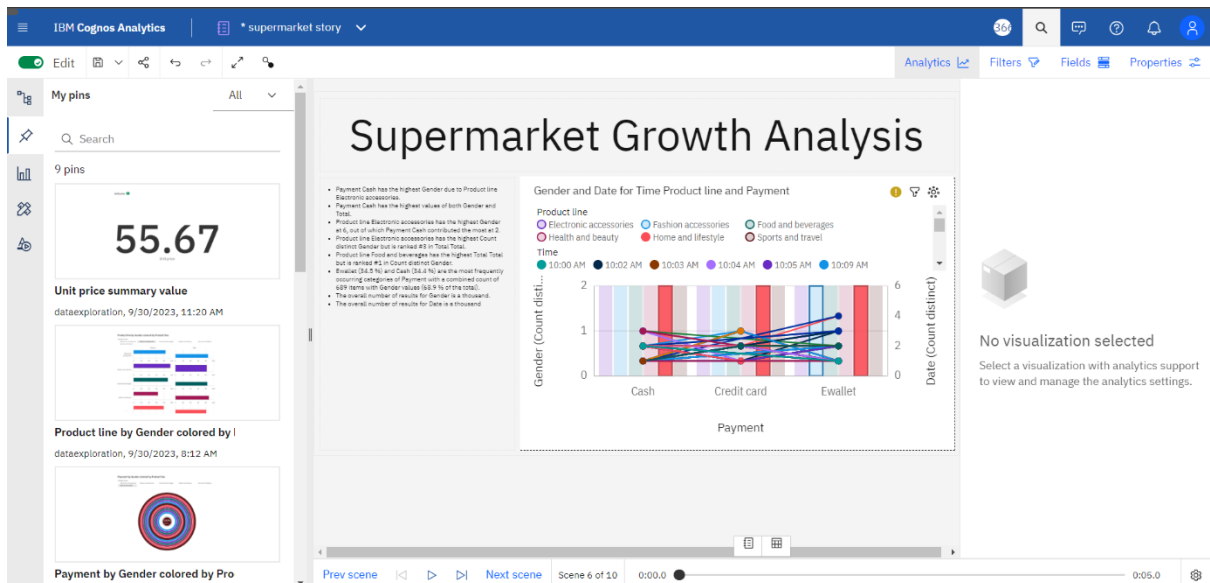 IBM Cognos Analytics
* supermarket story
Edit
Analytics
Filters
Fields
Properties
My pins
All
Search
9 pins
55.67
Unit price summary value
dataexploration, 9/30/2023, 11:20 AM
Product line by Gender colored by
dataexploration, 9/30/2023, 8:12 AM
Payment by Gender colored by Pro
Supermarket Growth Analysis
Payment Cash has the highest Gender due to Product line
Electronic accessories.
Payment Cash has the highest values of both Gender and
Total.
Product line Electronic accessories has the highest Gender
at 6, out of which Payment Cash contributed the most at 2.
Product line Electronic accessories has the highest Count
distinct Gender but is ranked #3 in Total Total.
Product line Food and beverages has the highest Total Total
but is ranked #1 in Count distinct Gender.
Ewallet (34.5 %) and Cash (34.4 %) are the most frequently
occurring categories of Payment with a combined count of
689 items with Gender values (68.9 % of the total).
The overall number of results for Gender is a thousand.
The overall number of results for Date is a thousand
Gender and Date for Time Product line and Payment
Product line
Electronic accessories Fashion accessories Food and beverages
Health and beauty Home and lifestyle Sports and travel
Time
10:00 AM 10:02 AM 10:03 AM 10:04 AM 10:05 AM 10:09 AM
Gender (Count disti...
2
1
0
6
4
2
0
Date (Count distinct)
Cash Credit card Ewallet
Payment
No visualization selected
Select a visualization with analytics support
to view and manage the analytics settings.
Prev scene
Next scene
Scene 6 of 10
0:00.0
0:05.0